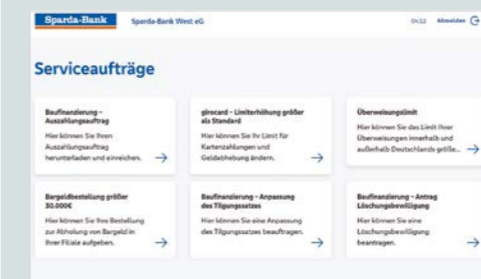 Sparda-Bank Sparda-Bank West eG 04:12 Abmelden
Serviceaufträge
Baufinanzierung –
Auszahlungsauftrag
Hier können Sie Ihren
Auszahlungsauftrag
herunterladen und einreichen.
girocard – Limiterhöhung größer
als Standard
Hier können Sie Ihr Limit für
Kartenzahlungen und
Geldabhebung ändern.
Überweisungslimit
Hier können Sie das Limit Ihrer
Überweisungen innerhalb und
außerhalb Deutschlands größe...
Bargeldbestellung größer
30.000€
Hier können Sie Ihre Bestellung
zur Abholung von Bargeld in
Ihrer Filiale aufgeben.
Baufinanzierung – Anpassung
des Tilgungssatzes
Hier können Sie eine Anpassung
des Tilgungssatzes beauftragen.
Baufinanzierung – Antrag
Löschungsbewilligung
Hier können Sie eine
Löschungsbewilligung
beantragen.